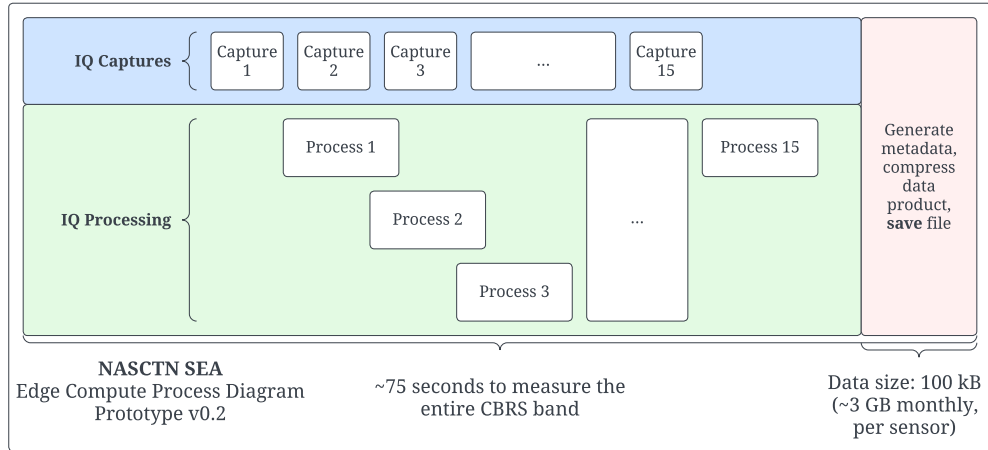 IQ Captures
Capture
1
Capture
2
Capture
3
...
Capture
15
IQ Processing
Process 1
Process 2
Process 3
...
Process 15
Generate
metadata,
compress
data
product,
save file
NASCTN SEA
Edge Compute Process Diagram
Prototype v0.2
~75 seconds to measure the
entire CBRS band
Data size: 100 kB
(~3 GB monthly,
per sensor)